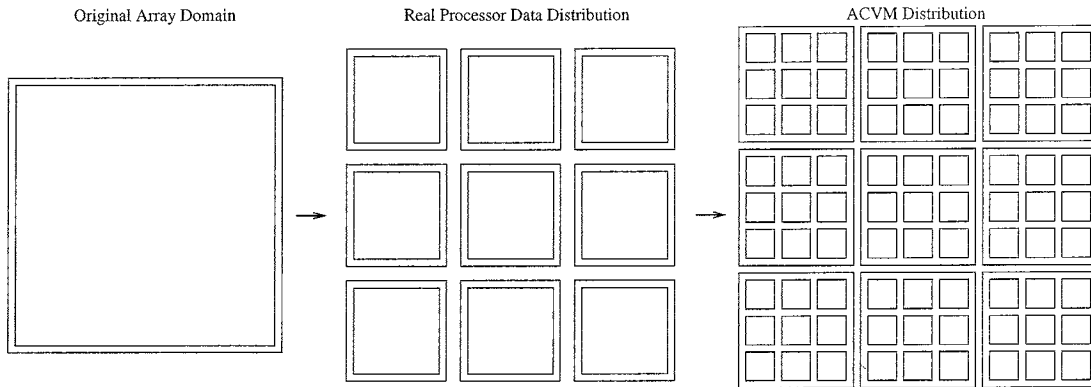 Original Array Domain
Real Processor Data Distribution
ACVM Distribution